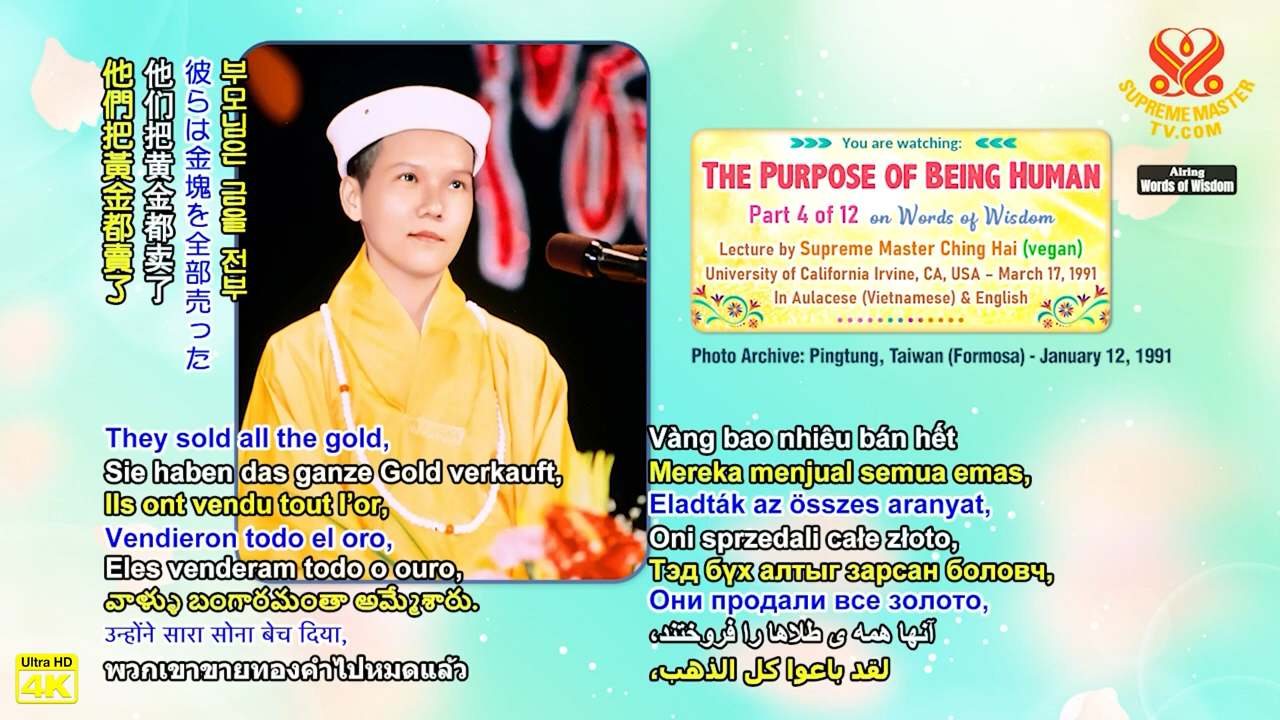 他們把黃金都賣了
他们把黄金都卖了
彼らは金塊を全部売った
부모님은 금을 전부
SUPREME MASTER
TV.COM
You are watching:
THE PURPOSE OF BEING HUMAN
Part 4 of 12 on Words of Wisdom
Lecture by Supreme Master Ching Hai (vegan)
University of California Irvine, CA, USA – March 17, 1991
In Aulacese (Vietnamese) & English
Airing
Words of Wisdom
Photo Archive: Pingtung, Taiwan (Formosa) - January 12, 1991
They sold all the gold,
Sie haben das ganze Gold verkauft,
Ils ont vendu tout l'or,
Vendieron todo el oro,
Eles venderam todo o ouro,
వాళ్ళు బంగారమంతా అమ్మేశారు.
उन्होंने सारा सोना बेच दिया,
พวกเขาขายทองคำไปหมดแล้ว
Vàng bao nhiêu bán hết
Mereka menjual semua emas,
Eladták az összes aranyat,
Oni sprzedali całe złoto,
Тэд бүх алтыг зарсан боловч,
Они продали все золото,
آنها همه ی طلاها را فروختند،
لقد باعوا كل الذهب،
Ultra HD
4K